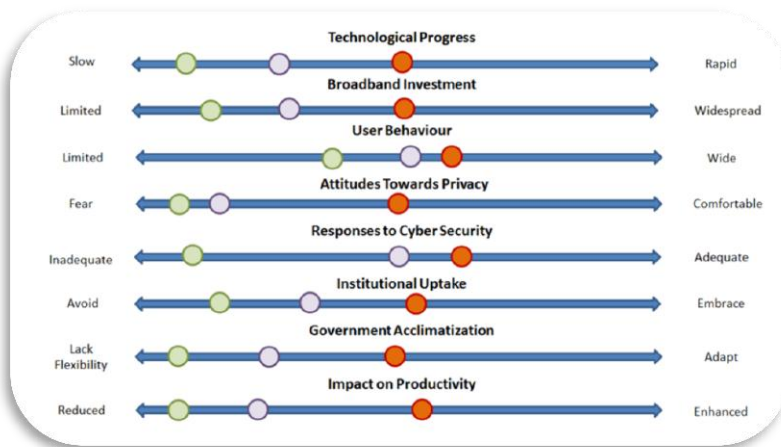 Technological Progress
Slow
Rapid
Broadband Investment
Limited
Widespread
User Behaviour
Limited
Wide
Attitudes Towards Privacy
Fear
Comfortable
Responses to Cyber Security
Inadequate
Adequate
Institutional Uptake
Avoid
Embrace
Government Acclimatization
Lack
Flexibility
Adapt
Impact on Productivity
Reduced
Enhanced